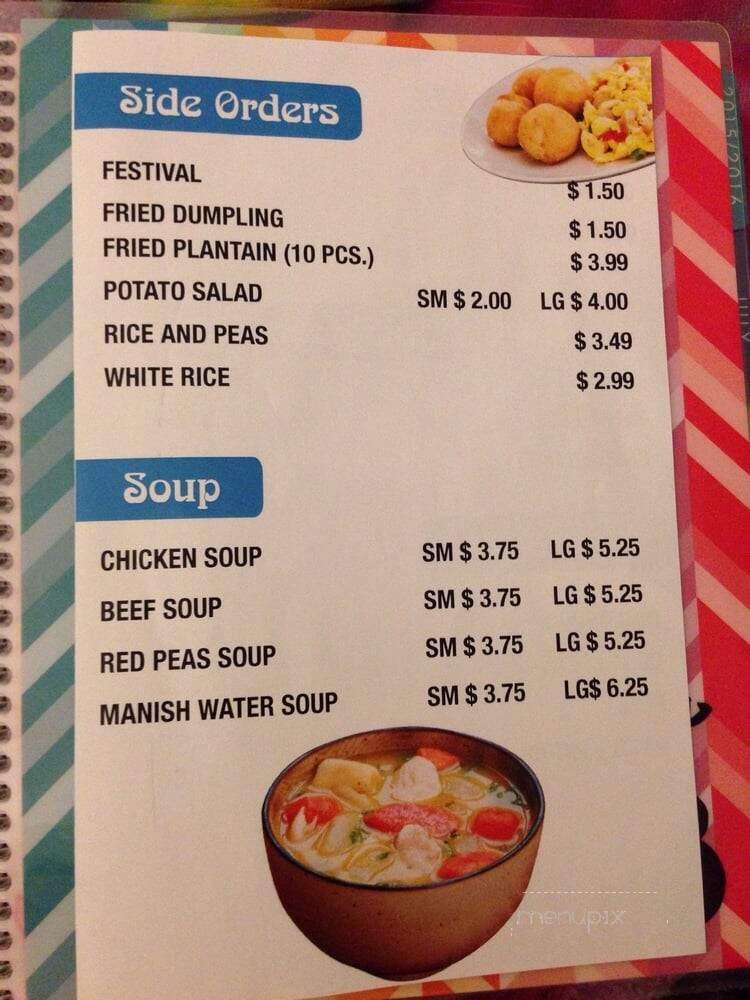 Side Orders
FESTIVAL $ 1.50
FRIED DUMPLING $ 1.50
FRIED PLANTAIN (10 PCS.) $ 3.99
POTATO SALAD SM $ 2.00 LG $ 4.00
RICE AND PEAS $ 3.49
WHITE RICE $ 2.99
Soup
CHICKEN SOUP SM $ 3.75 LG $ 5.25
BEEF SOUP SM $ 3.75 LG $ 5.25
RED PEAS SOUP SM $ 3.75 LG $ 5.25
MANISH WATER SOUP SM $ 3.75 LG$ 6.25
menupix
2015/2016